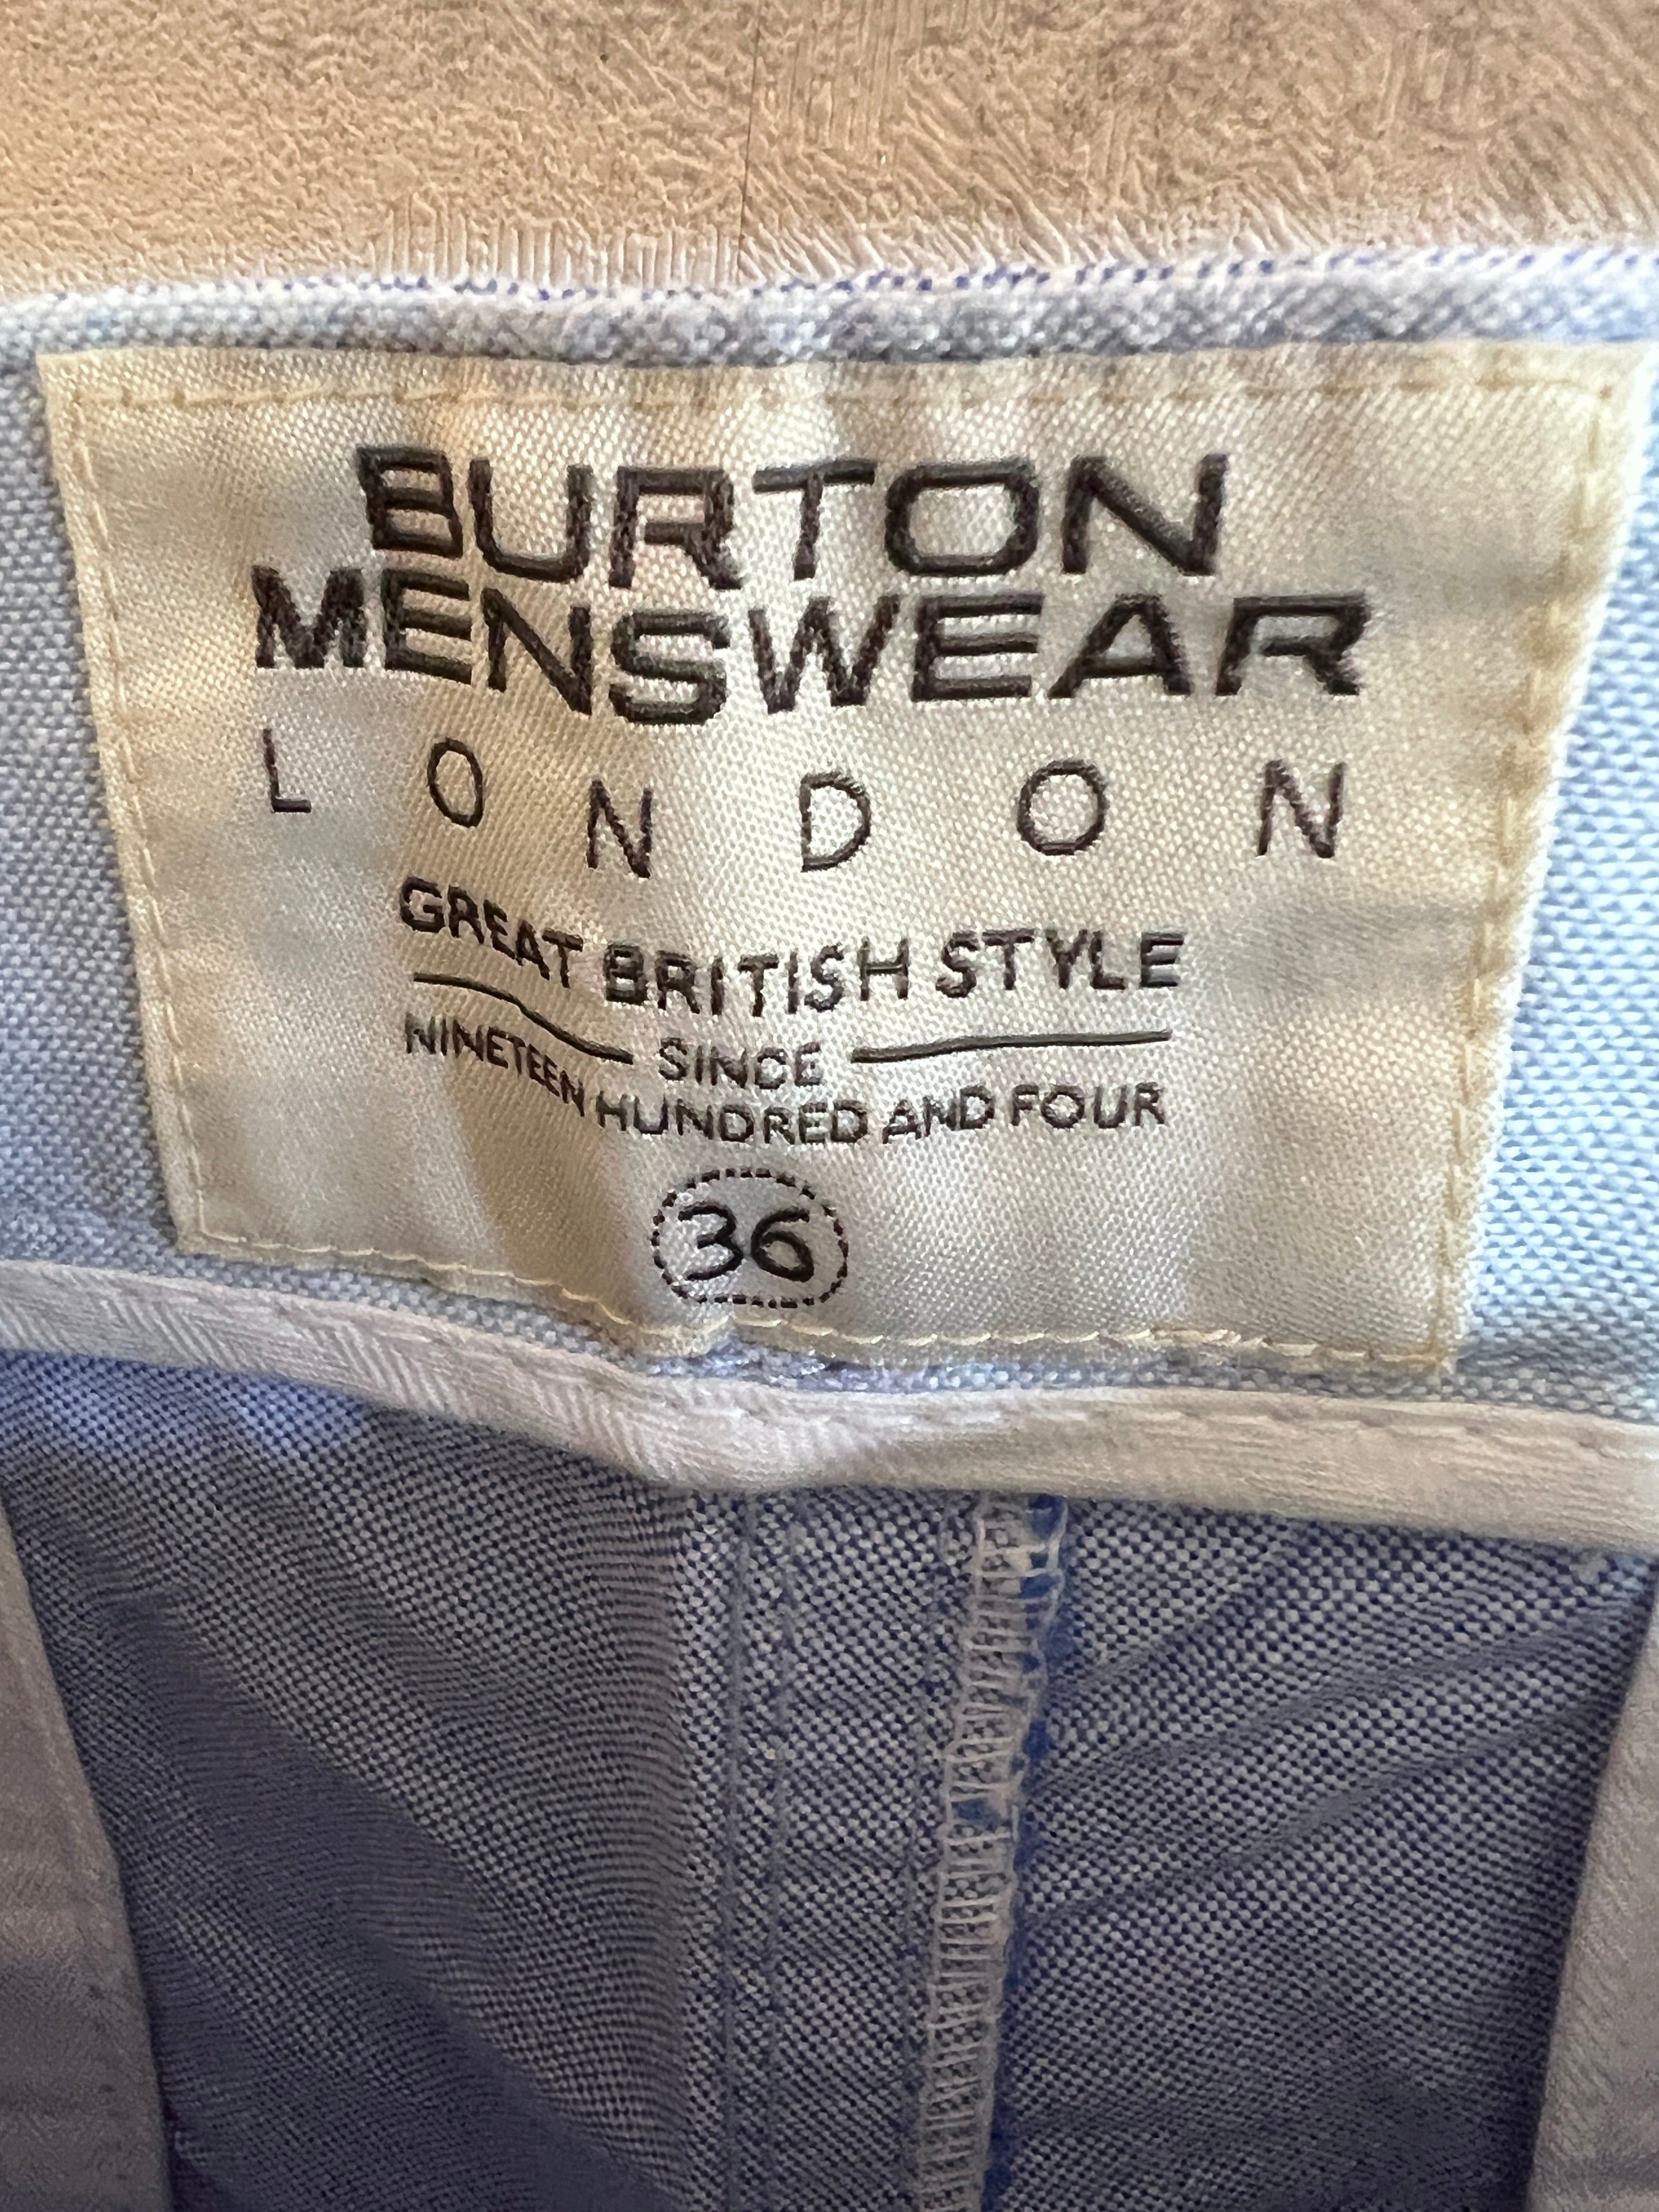 BURTON
MENSWEAR
LONDON
GREAT BRITISH STYLE
SINCE
NINETEEN HUNDRED AND FOUR
36